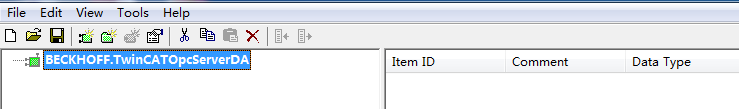 File Edit View Tools Help
BECKHOFF.TwinCATOpcServerDA
Item ID Comment Data Type